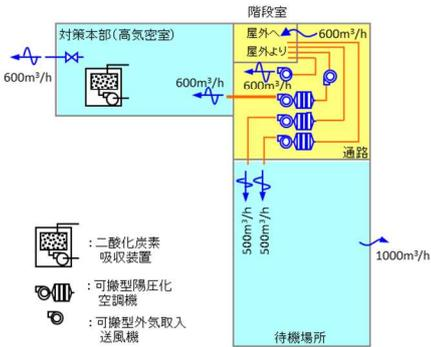 階段室
対策本部(高気密室)
屋外へ
600m³/h
屋外より
600m³/h
600m³/h
600m³/h
通路
500m³/h
500m³/h
1000m³/h
:二酸化炭素
吸収装置
:可搬型陽圧化
空調機
:可搬型外気取入
送風機
待機場所